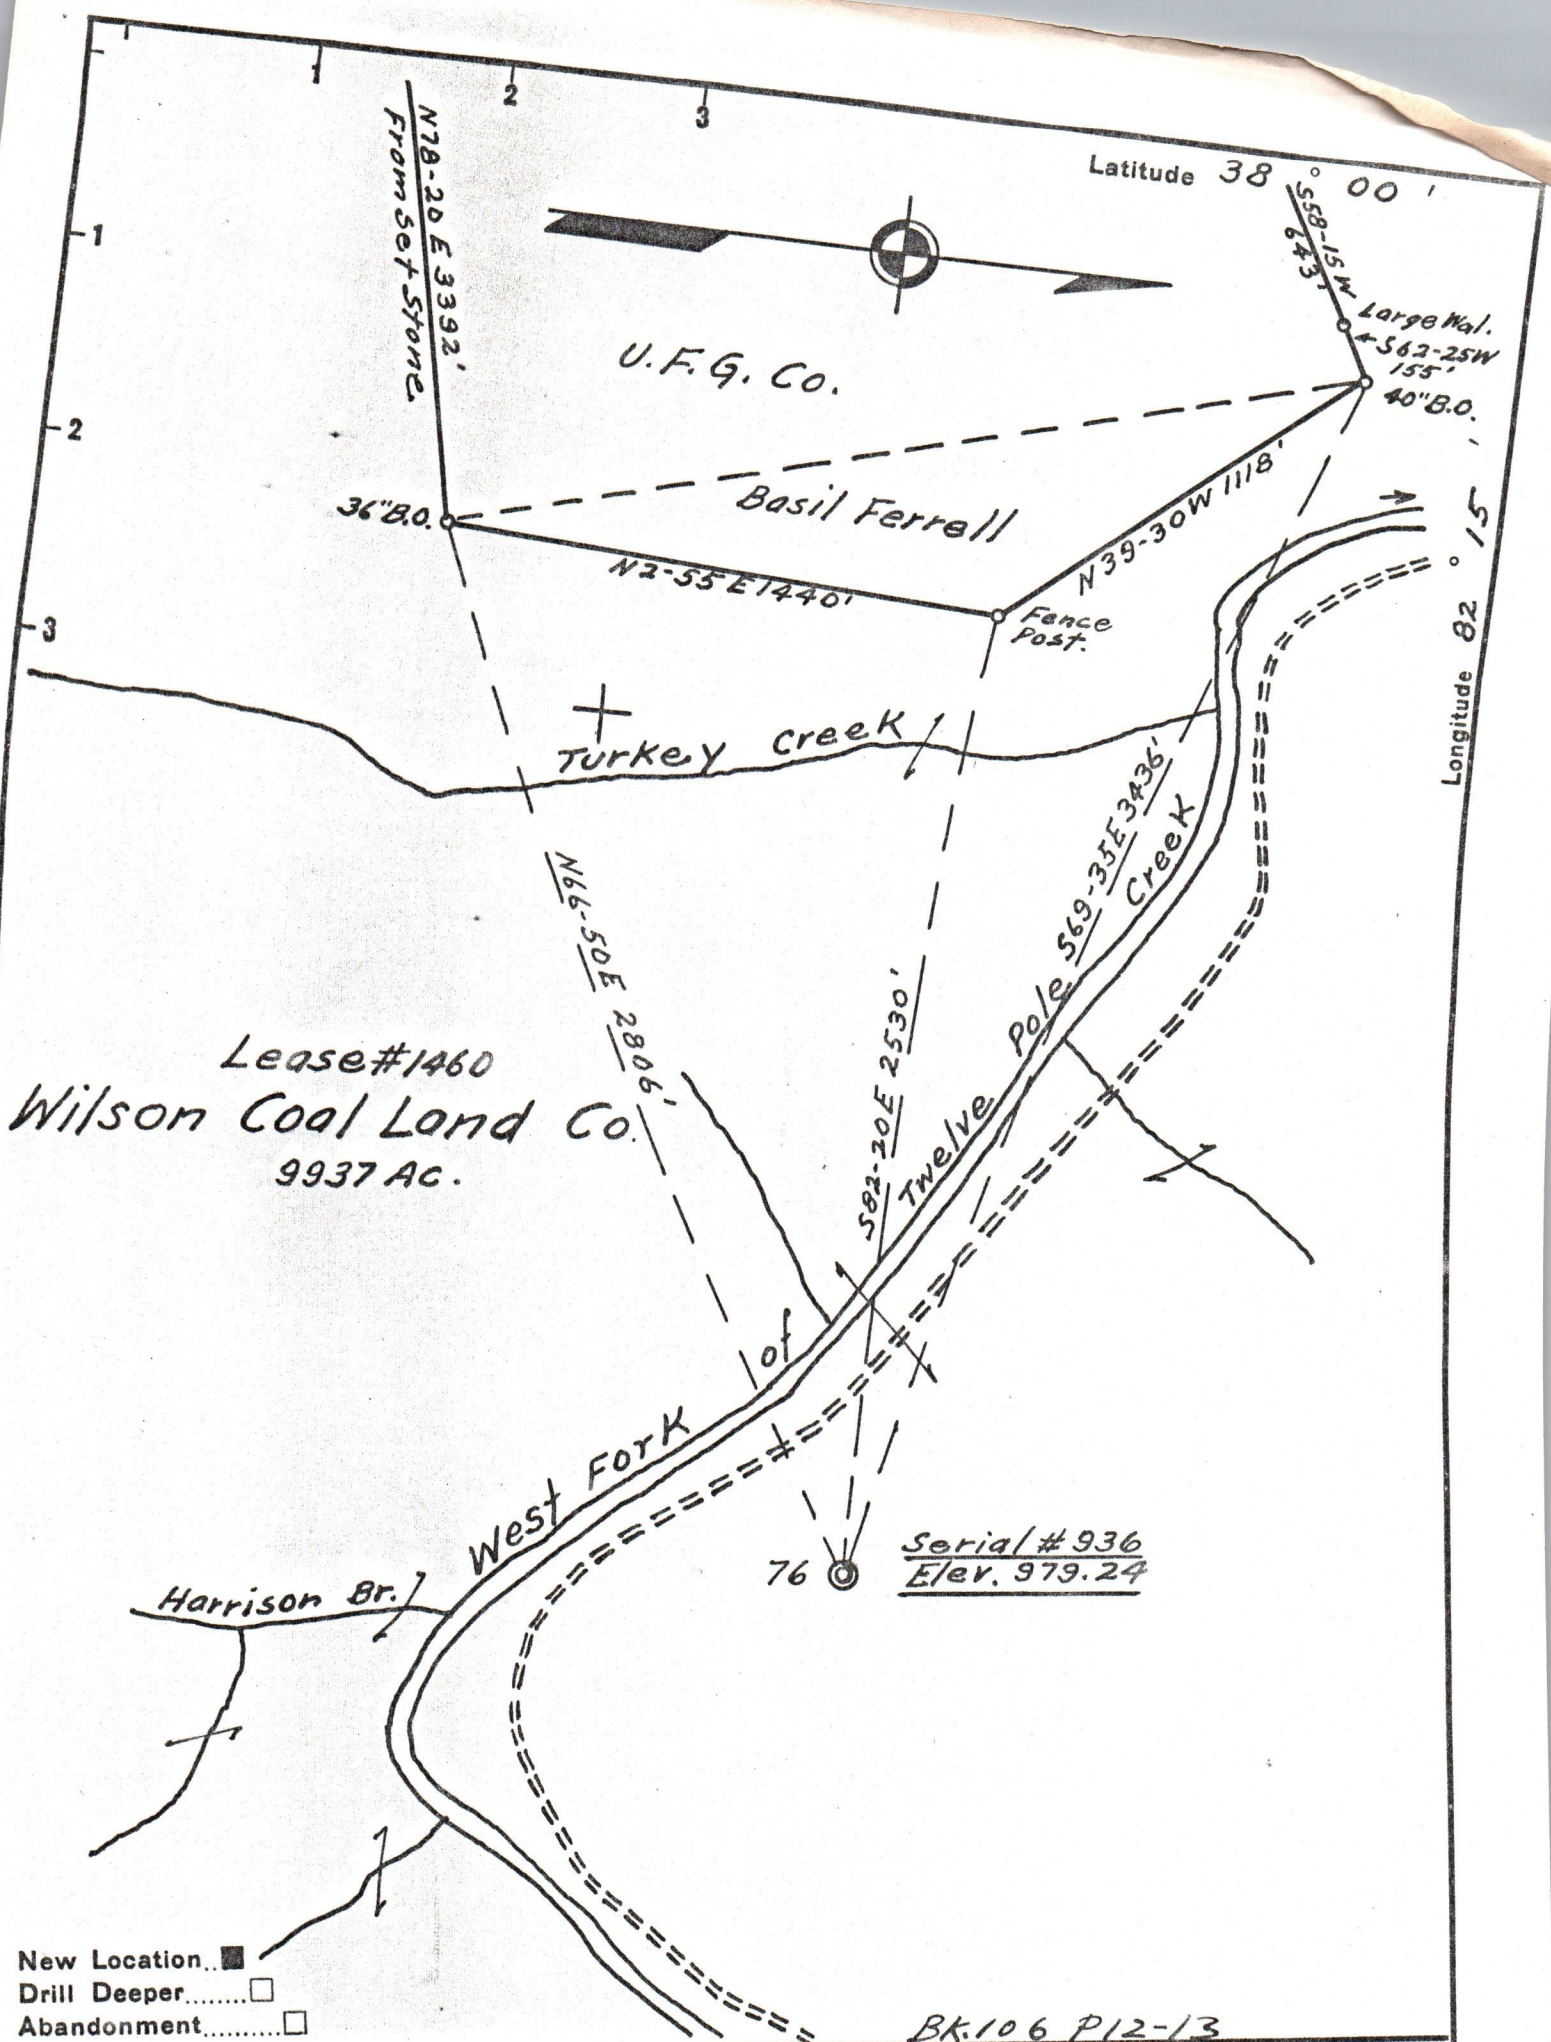 1
2
3
Latitude 38° 00'
1
2
3
N78-20 E 3392'
From Set Stone
S58-15 W
643'
Large Wal.
S62-25W
155'
40" B.O.
U.F.G. Co.
36" B.O.
Basil Ferrell
N39-30W 1118'
N2-55 E 1440'
Fence
Post.
Longitude 82° 15'
Turkey Creek
N66-50E 2806'
S82-20E 2530'
S69-35E 3436'
West Fork of Twelve Pole Creek
Lease #1460
Wilson Coal Land Co.
9937 Ac.
76
Serial #936
Elev. 979.24
Harrison Br.
New Location..
Drill Deeper........
Abandonment..........
BK.106 P12-13